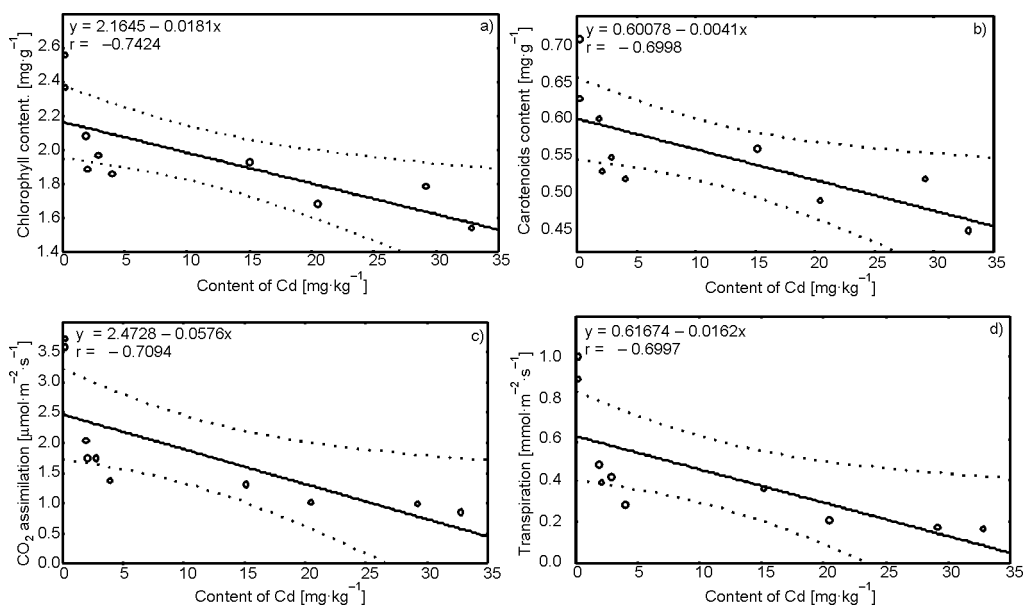 y = 2.1645 – 0.0181x
r = –0.7424
a)
Chlorophyll content. [mg·g⁻¹]
2.6
2.4
2.2
2.0
1.8
1.6
1.4
0 5 10 15 20 25 30 35
Content of Cd [mg·kg⁻¹]
y = 0.60078 – 0.0041x
r = – 0.6998
b)
Carotenoids content [mg·g⁻¹]
0.70
0.65
0.60
0.55
0.50
0.45
0 5 10 15 20 25 30 35
Content of Cd [mg·kg⁻¹]
y = 2.4728 – 0.0576x
r = – 0.7094
c)
CO₂ assimilation [μmol·m⁻²·s⁻¹]
3.5
3.0
2.5
2.0
1.5
1.0
0.5
0.0
0 5 10 15 20 25 30 35
Content of Cd [mg·kg⁻¹]
y = 0.61674 – 0.0162x
r = – 0.6997
d)
Transpiration [mmol·m⁻²·s⁻¹]
1.0
0.8
0.6
0.4
0.2
0.0
0 5 10 15 20 25 30 35
Content of Cd [mg·kg⁻¹]